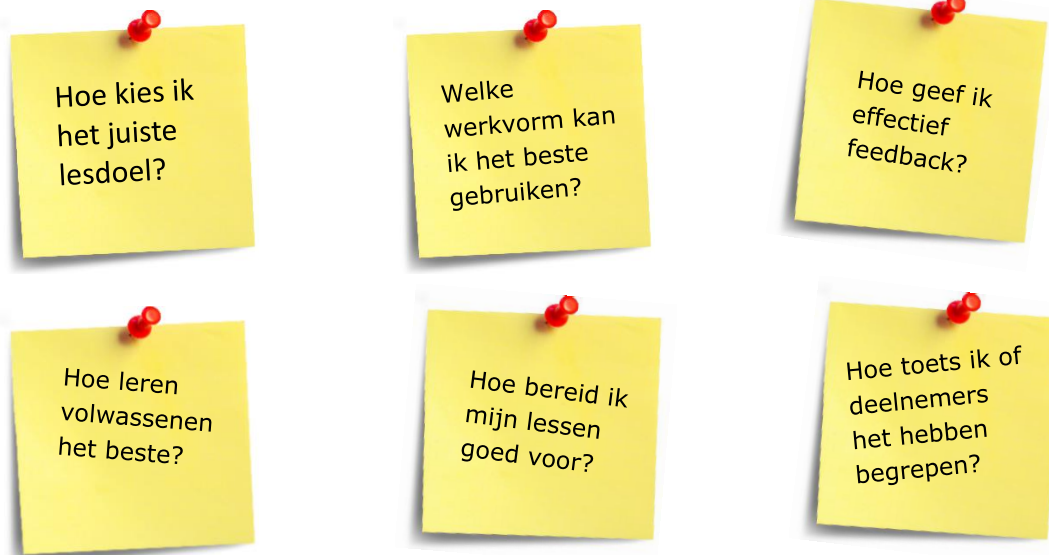 Hoe kies ik
het juiste
lesdoel?
Welke
werkvorm kan
ik het beste
gebruiken?
Hoe geef ik
effectief
feedback?
Hoe leren
volwassenen
het beste?
Hoe bereid ik
mijn lessen
goed voor?
Hoe toets ik of
deelnemers
het hebben
begrepen?